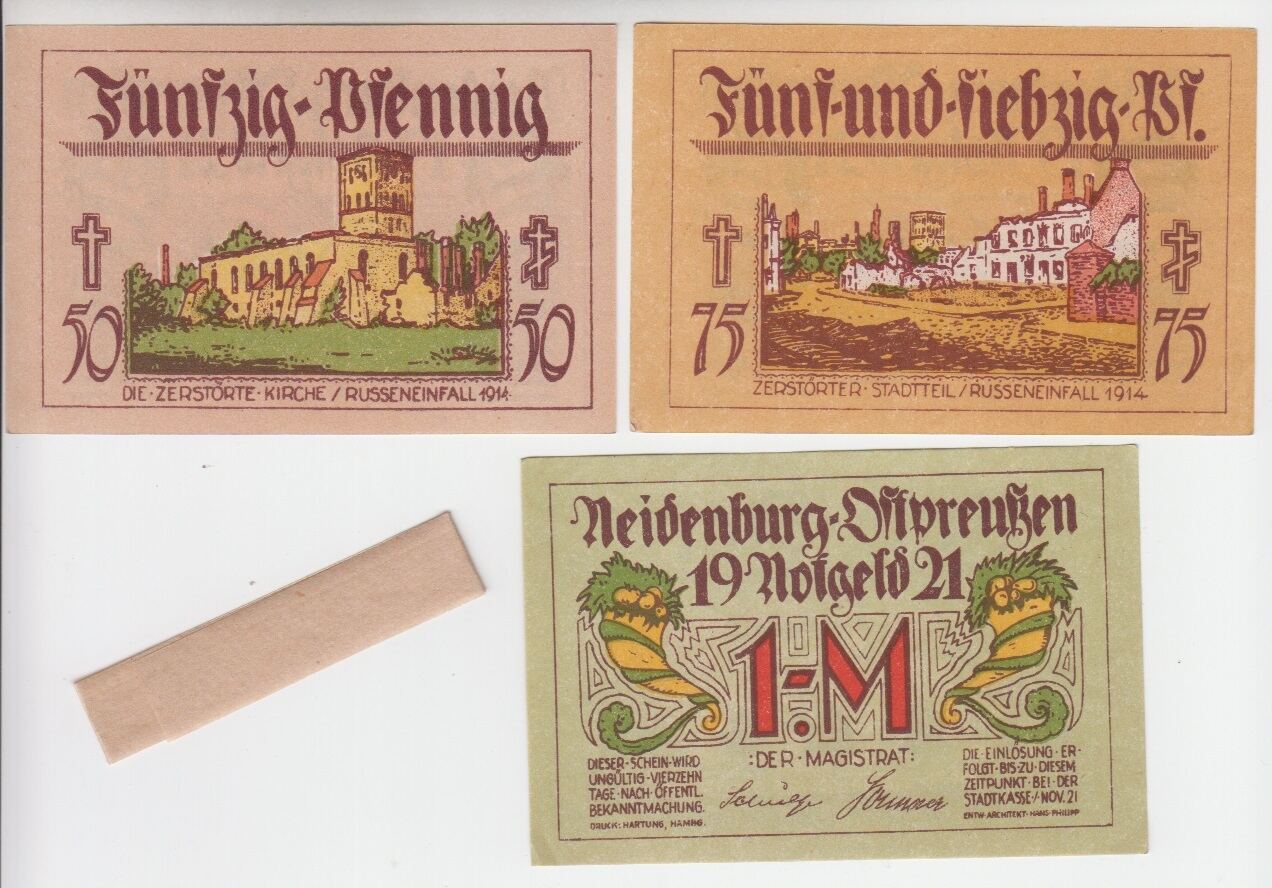 Fünfzig-Pfennig
50 50
DIE·ZERSTÖRTE·KIRCHE / RUSSENEINFALL 1914
Fünf-und-siebzig-Pf.
75 75
ZERSTÖRTER·STADTTEIL / RUSSENEINFALL 1914
Neidenburg-Ostpreußen
19 Notgeld 21
1.-M
:DER·MAGISTRAT:
DIESER·SCHEIN·WIRD
UNGÜLTIG·VIERZEHN
TAGE·NACH·ÖFFENTL.
BEKANNTMACHUNG.
DRUCK: HARTUNG, HAMBG.
DIE·EINLÖSUNG·ER-
FOLGT·BIS·ZU·DIESEM
ZEITPUNKT·BEI·DER
STADTKASSE / NOV. 21
ENTW·ARCHITEKT·HANS·PHILIPP